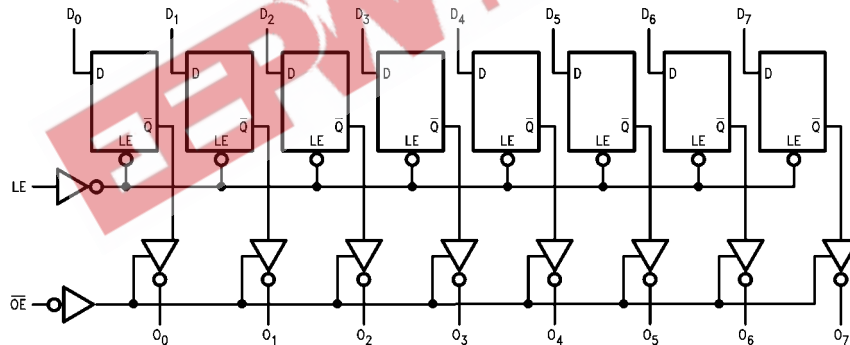 D0 D1 D2 D3 D4 D5 D6 D7
D D D D D D D D
Q̅ Q̅ Q̅ Q̅ Q̅ Q̅ Q̅ Q̅
LE LE LE LE LE LE LE LE
LE
O̅E̅
O0 O1 O2 O3 O4 O5 O6 O7
EEPW